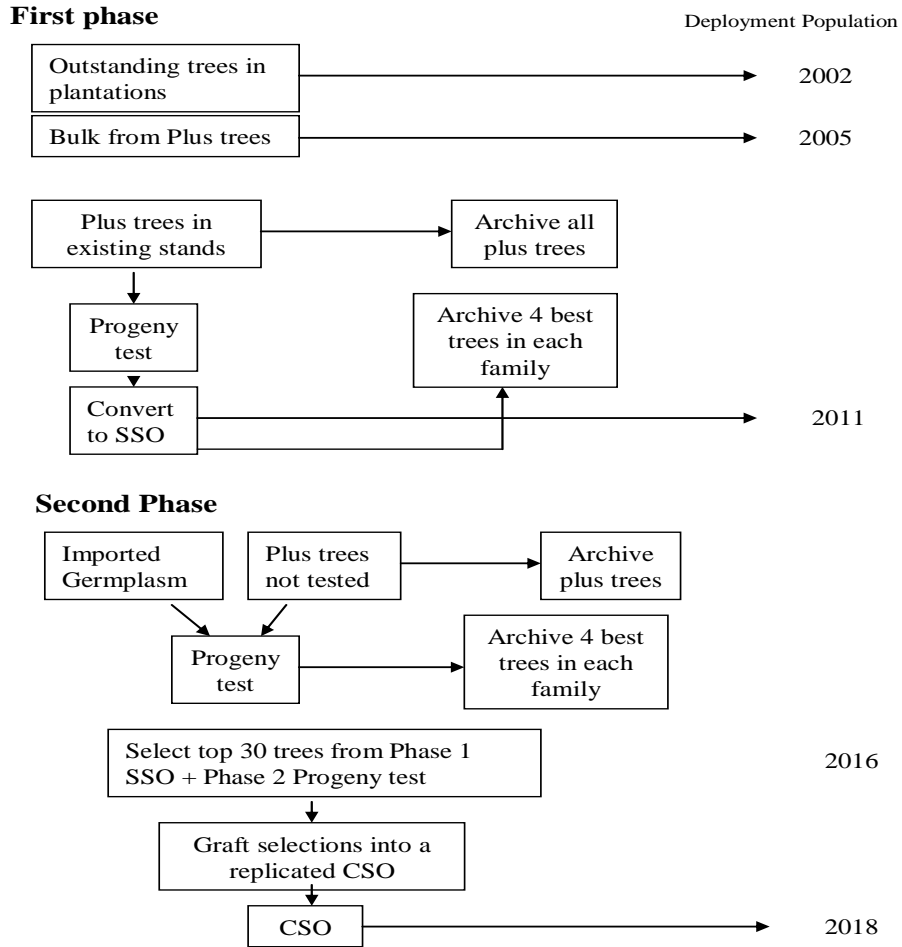 First phase
Deployment Population
Outstanding trees in
plantations
2002
Bulk from Plus trees
2005
Plus trees in
existing stands
Archive all
plus trees
Progeny
test
Archive 4 best
trees in each
family
Convert
to SSO
2011
Second Phase
Imported
Germplasm
Plus trees
not tested
Archive
plus trees
Progeny
test
Archive 4 best
trees in each
family
Select top 30 trees from Phase 1
SSO + Phase 2 Progeny test
2016
Graft selections into a
replicated CSO
CSO
2018